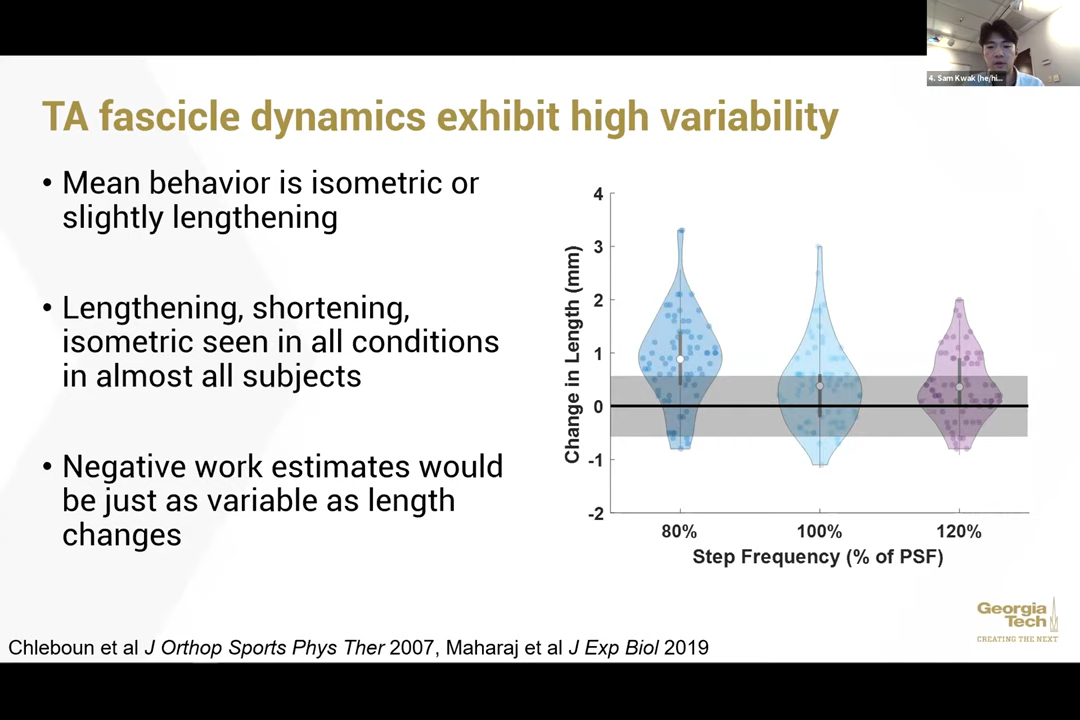 4. Sam Kwak (he/hi...
TA fascicle dynamics exhibit high variability
• Mean behavior is isometric or
slightly lengthening
• Lengthening, shortening,
isometric seen in all conditions
in almost all subjects
• Negative work estimates would
be just as variable as length
changes
Change in Length (mm)
4
3
2
1
0
-1
-2
80% 100% 120%
Step Frequency (% of PSF)
Georgia
Tech
CREATING THE NEXT
Chleboun et al J Orthop Sports Phys Ther 2007, Maharaj et al J Exp Biol 2019